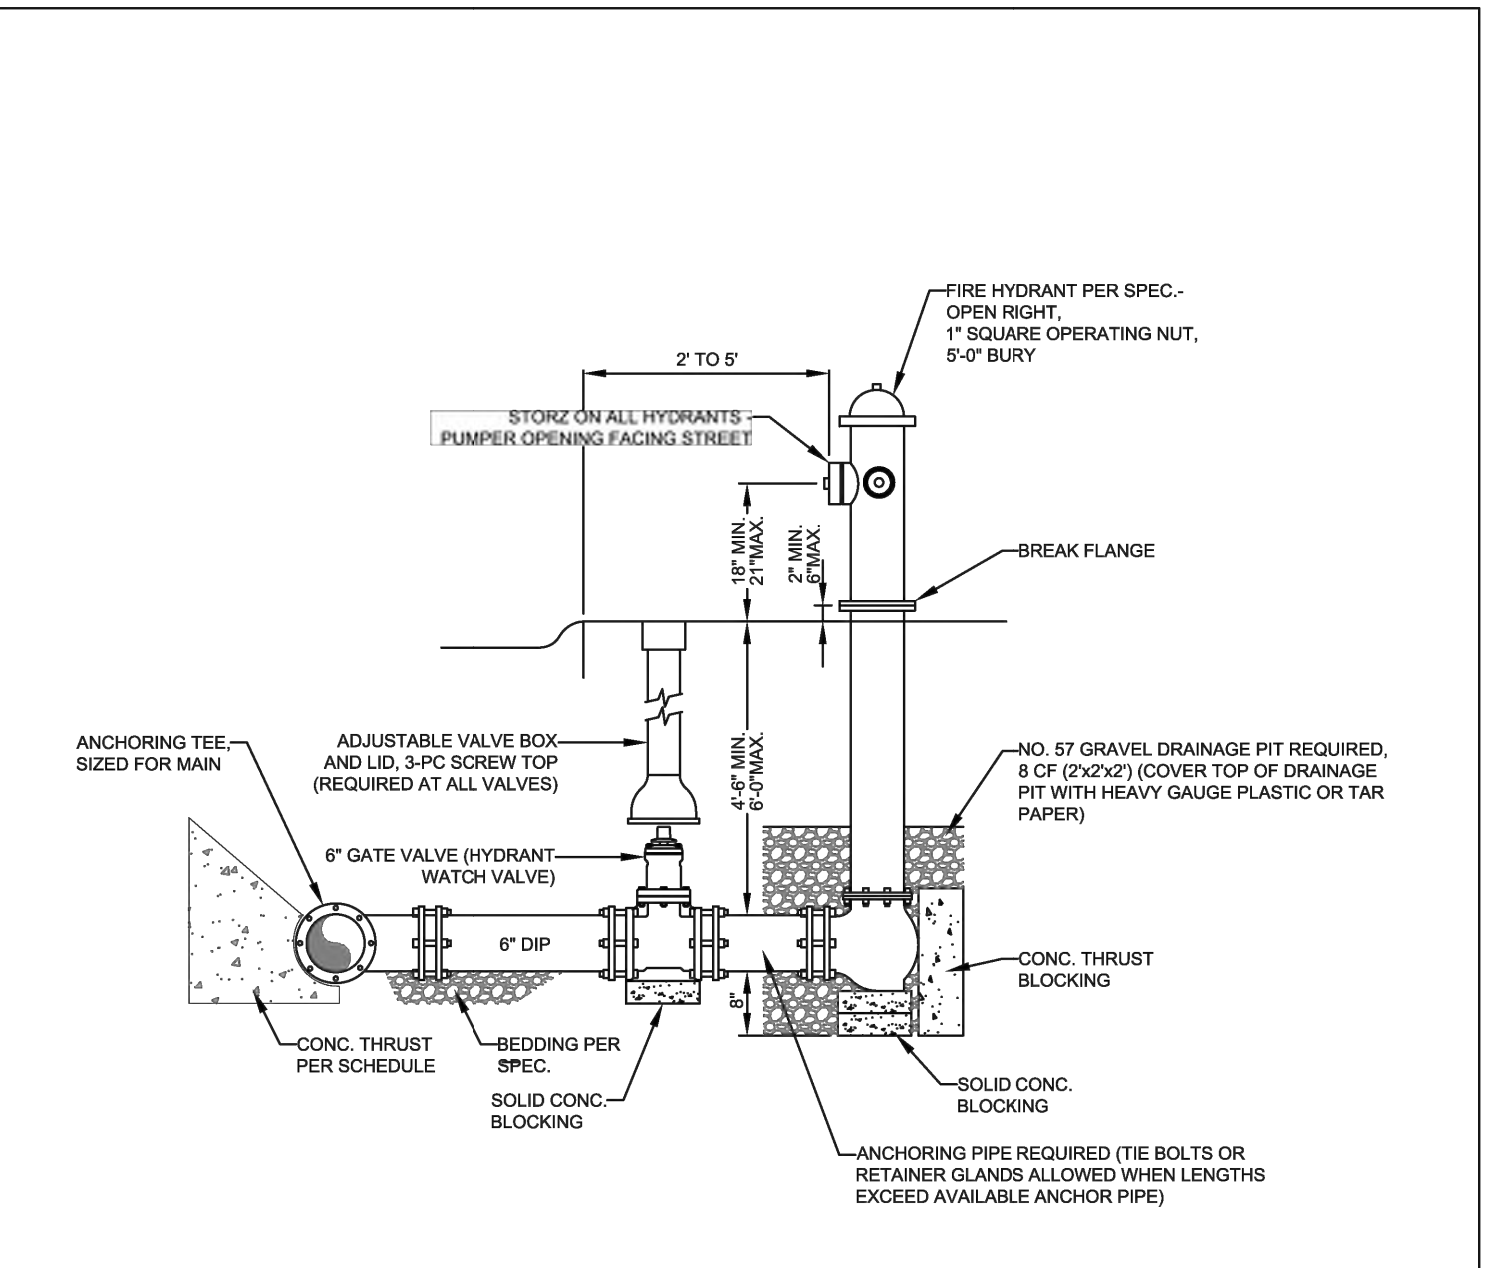 FIRE HYDRANT PER SPEC.-
OPEN RIGHT,
1" SQUARE OPERATING NUT,
5'-0" BURY
2' TO 5'
STORZ ON ALL HYDRANTS -
PUMPER OPENING FACING STREET
18" MIN.
21"MAX.
2" MIN.
6"MAX.
BREAK FLANGE
ANCHORING TEE,
SIZED FOR MAIN
ADJUSTABLE VALVE BOX
AND LID, 3-PC SCREW TOP
(REQUIRED AT ALL VALVES)
4'-6" MIN.
6'-0"MAX.
NO. 57 GRAVEL DRAINAGE PIT REQUIRED,
8 CF (2'x2'x2') (COVER TOP OF DRAINAGE
PIT WITH HEAVY GAUGE PLASTIC OR TAR
PAPER)
6" GATE VALVE (HYDRANT
WATCH VALVE)
6" DIP
CONC. THRUST
BLOCKING
8"
CONC. THRUST
PER SCHEDULE
BEDDING PER
SPEC.
SOLID CONC.
BLOCKING
SOLID CONC.
BLOCKING
ANCHORING PIPE REQUIRED (TIE BOLTS OR
RETAINER GLANDS ALLOWED WHEN LENGTHS
EXCEED AVAILABLE ANCHOR PIPE)